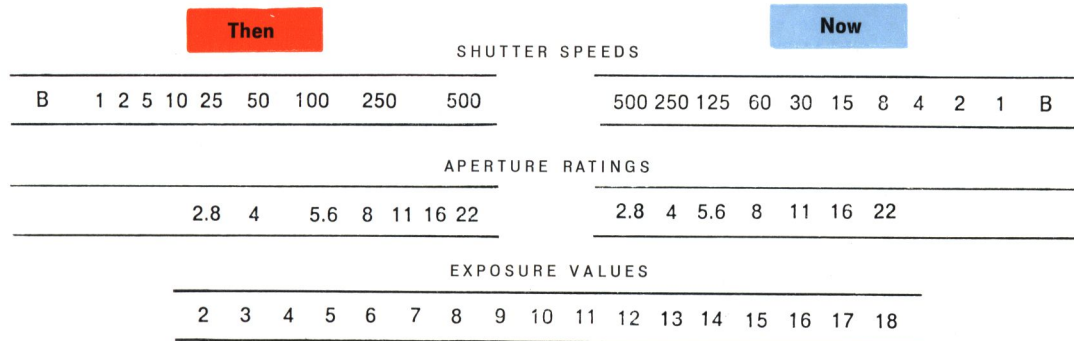 Then Now
SHUTTER SPEEDS
B 1 2 5 10 25 50 100 250 500 500 250 125 60 30 15 8 4 2 1 B
APERTURE RATINGS
2.8 4 5.6 8 11 16 22 2.8 4 5.6 8 11 16 22
EXPOSURE VALUES
2 3 4 5 6 7 8 9 10 11 12 13 14 15 16 17 18